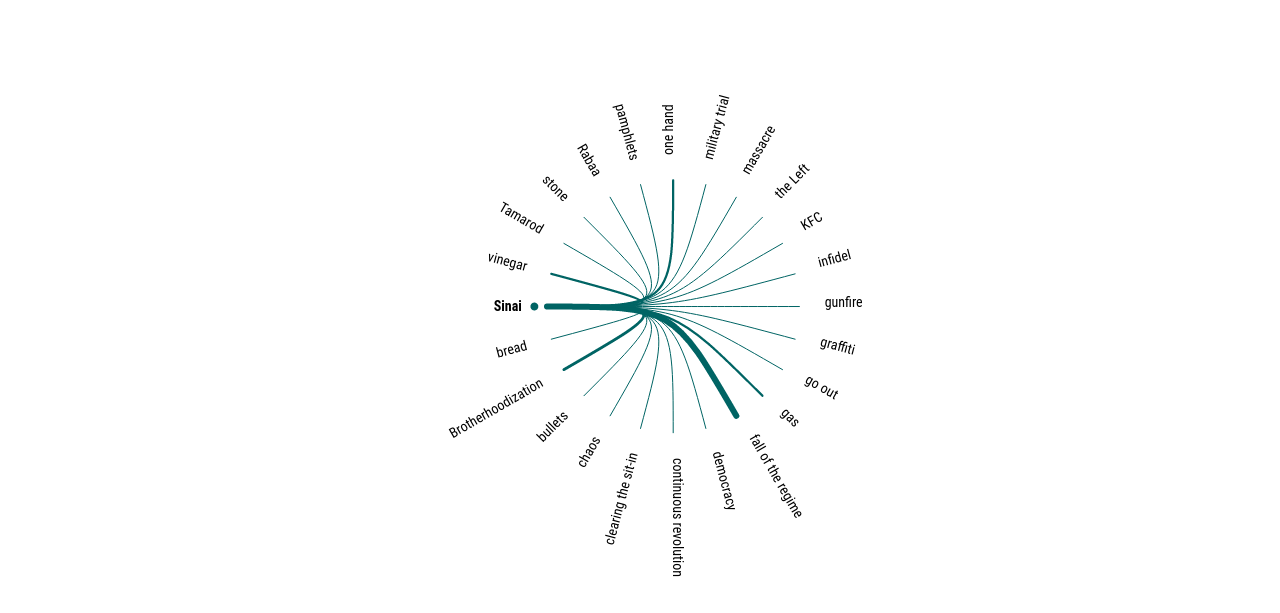 one hand
military trial
massacre
the Left
KFC
infidel
gunfire
graffiti
go out
gas
fall of the regime
democracy
continuous revolution
clearing the sit-in
chaos
bullets
Brotherhoodization
bread
Sinai
vinegar
Tamarod
stone
Rabaa
pamphlets